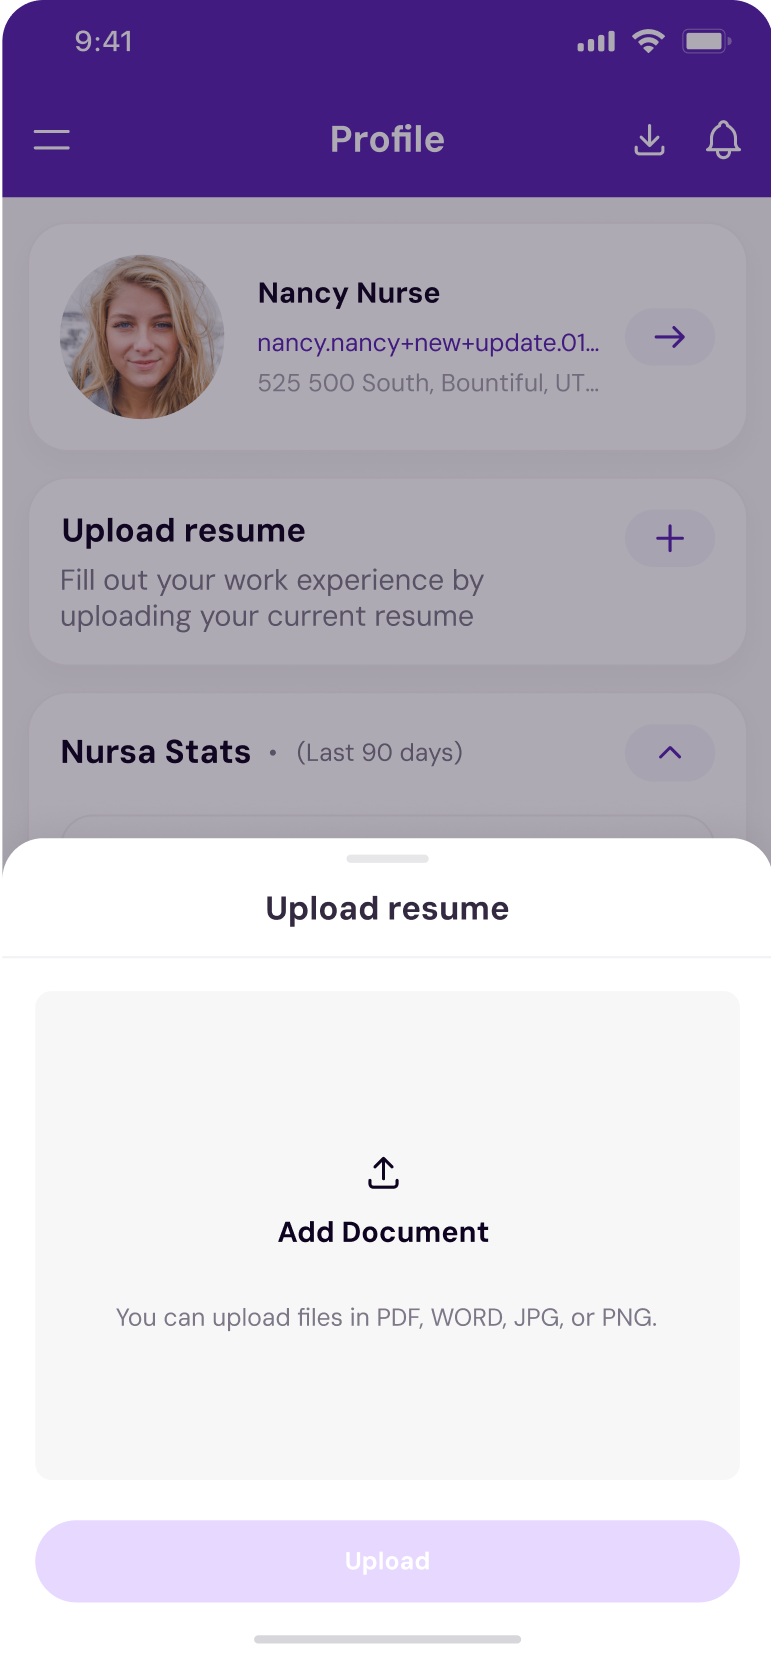 9:41
Profile
Nancy Nurse
nancy.nancy+new+update.01...
525 500 South, Bountiful, UT...
Upload resume
Fill out your work experience by
uploading your current resume
Nursa Stats • (Last 90 days)
Upload resume
Add Document
You can upload files in PDF, WORD, JPG, or PNG.
Upload